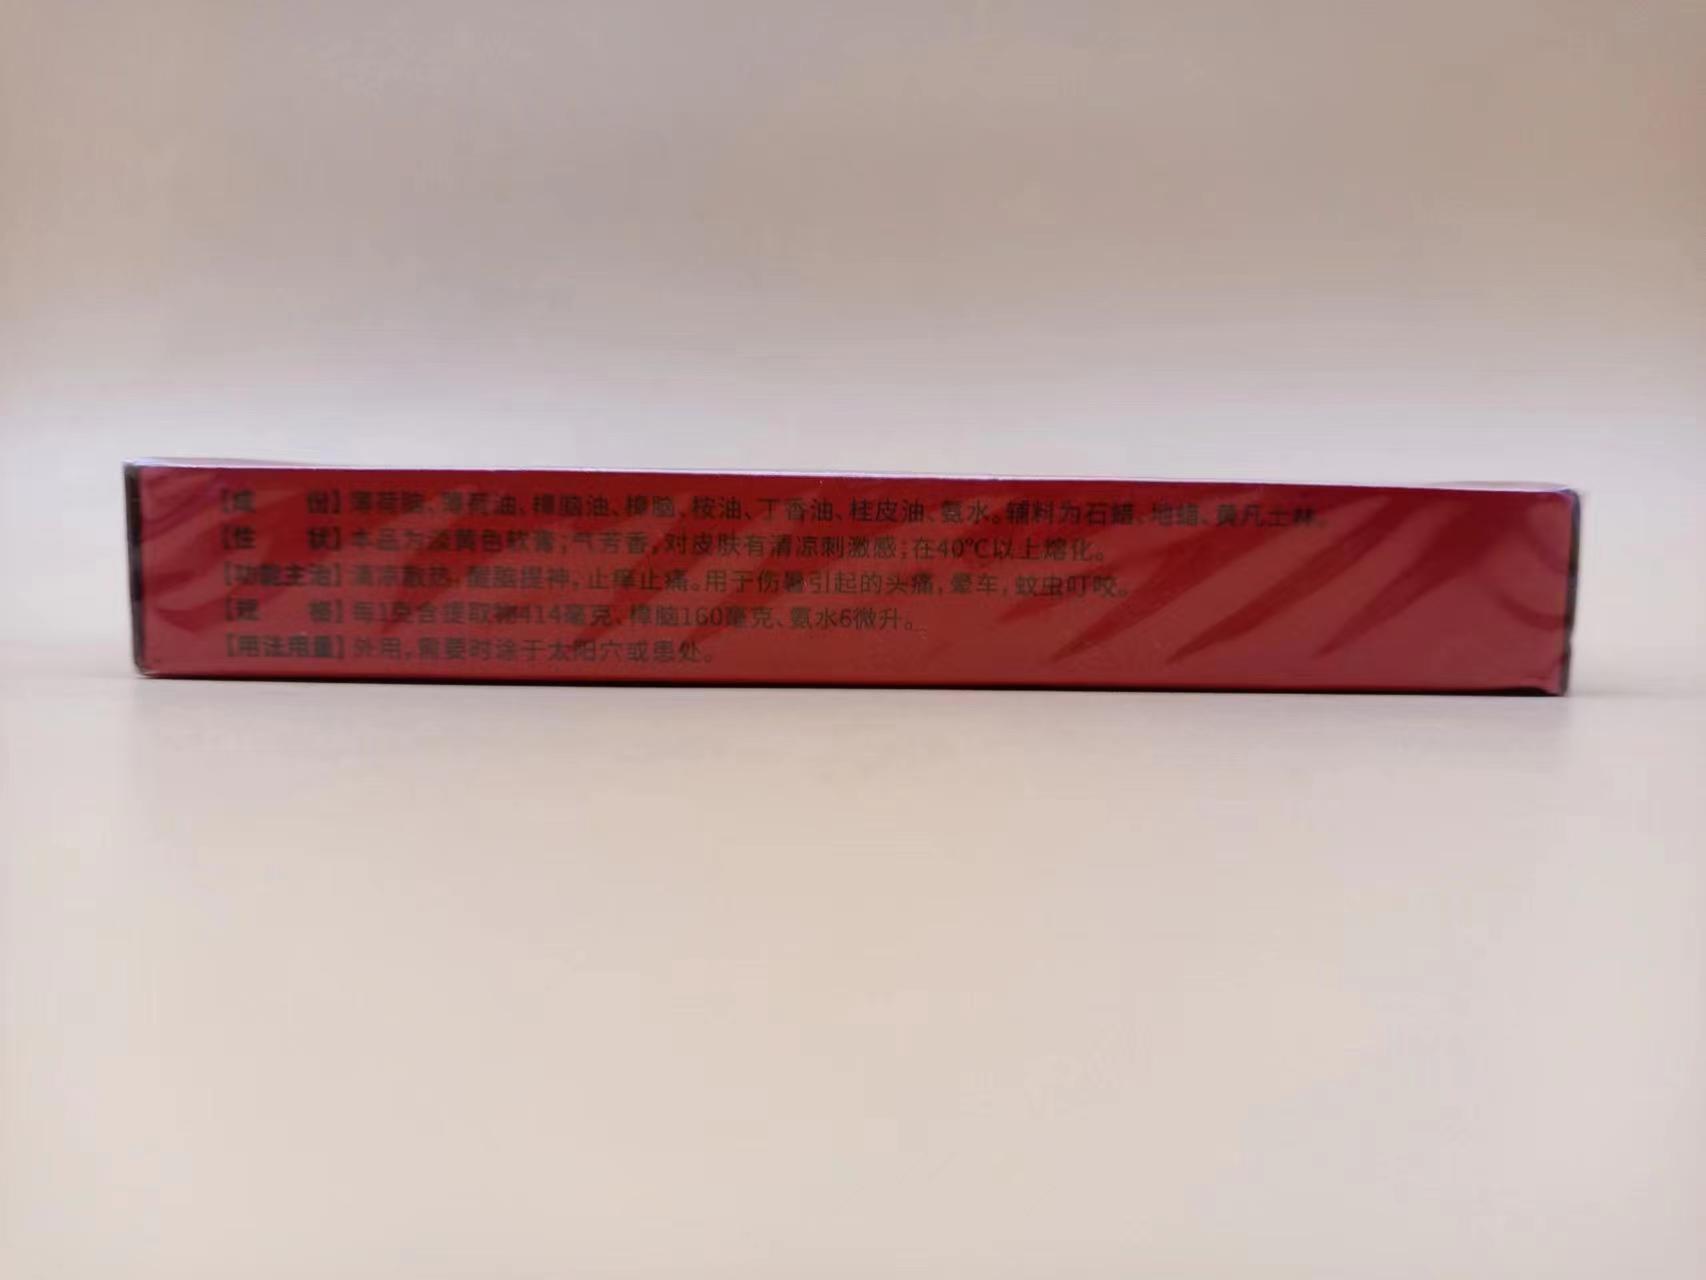 【成　　份】薄荷脑、薄荷油、樟脑油、樟脑、桉油、丁香油、桂皮油、氨水。辅料为石蜡、地蜡、黄凡士林。
【性　　状】本品为淡黄色软膏;气芳香,对皮肤有清凉刺激感;在40℃以上熔化。
【功能主治】清凉散热,醒脑提神,止痒止痛。用于伤暑引起的头痛,晕车,蚊虫叮咬。
【规　　格】每1克含提取物414毫克、樟脑160毫克、氨水6微升。
【用法用量】外用,需要时涂于太阳穴或患处。